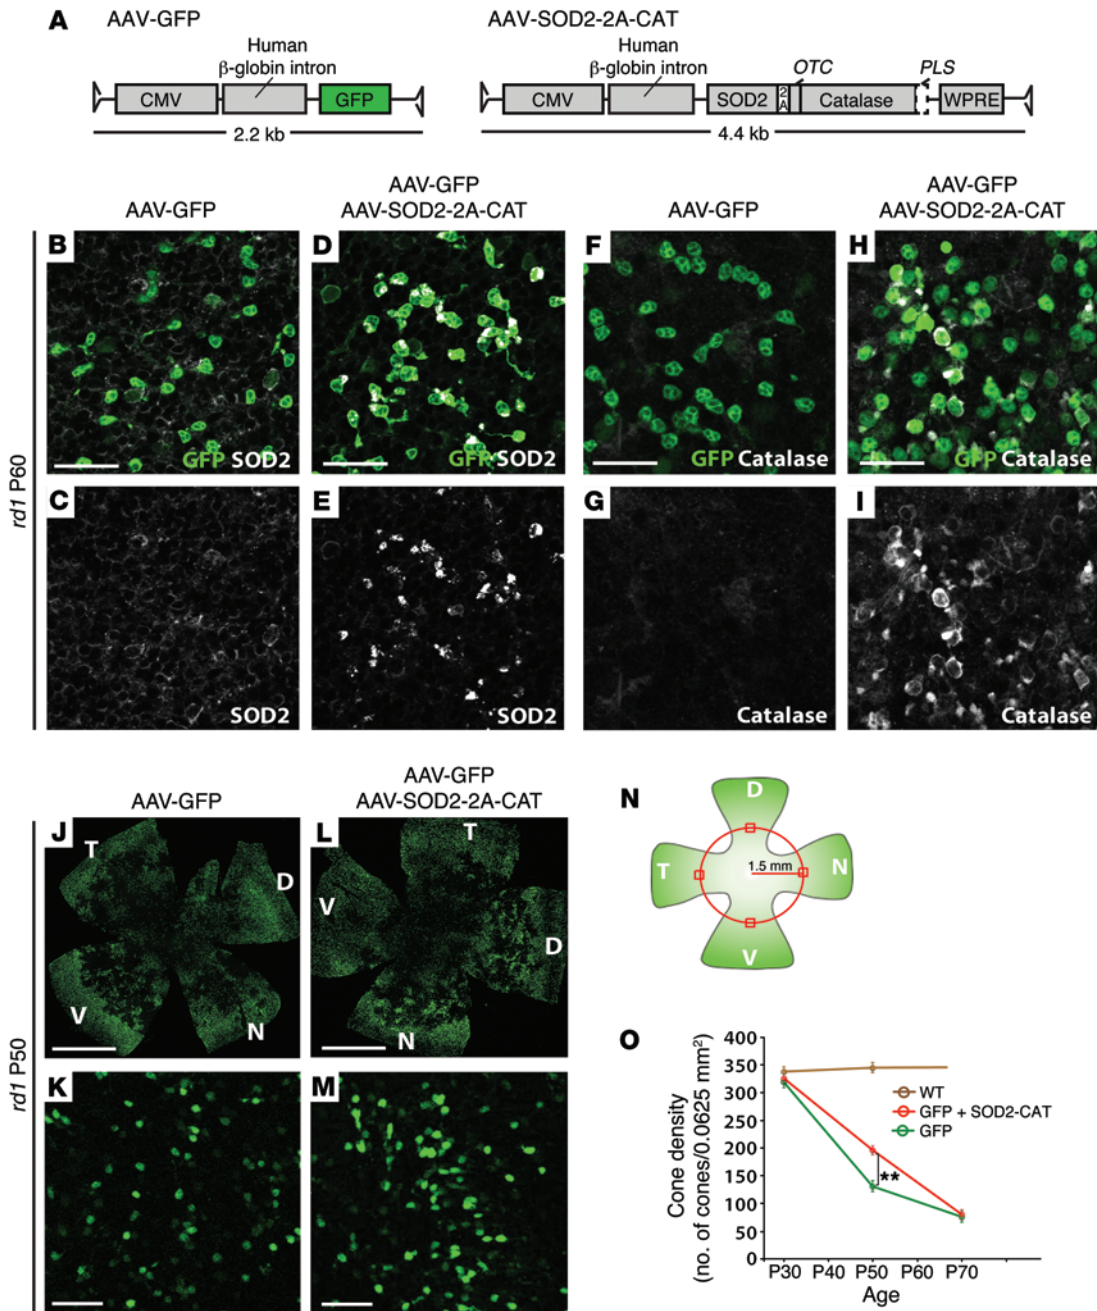 A
AAV-GFP
AAV-SOD2-2A-CAT
Human
β-globin intron
CMV
GFP
2.2 kb
Human
β-globin intron
OTC
PLS
CMV
SOD2
2A
Catalase
WPRE
4.4 kb
AAV-GFP
AAV-GFP
AAV-SOD2-2A-CAT
AAV-GFP
AAV-GFP
AAV-SOD2-2A-CAT
rd1 P60
B
GFP SOD2
D
GFP SOD2
F
GFP Catalase
H
GFP Catalase
C
SOD2
E
SOD2
G
Catalase
I
Catalase
AAV-GFP
AAV-GFP
AAV-SOD2-2A-CAT
rd1 P50
J
T
D
V
N
L
T
V
D
N
K
M
N
D
T
1.5 mm
N
V
O
Cone density
(no. of cones/0.0625 mm²)
400
350
300
250
200
150
100
50
0
WT
GFP + SOD2-CAT
GFP
**
P30 P40 P50 P60 P70
Age